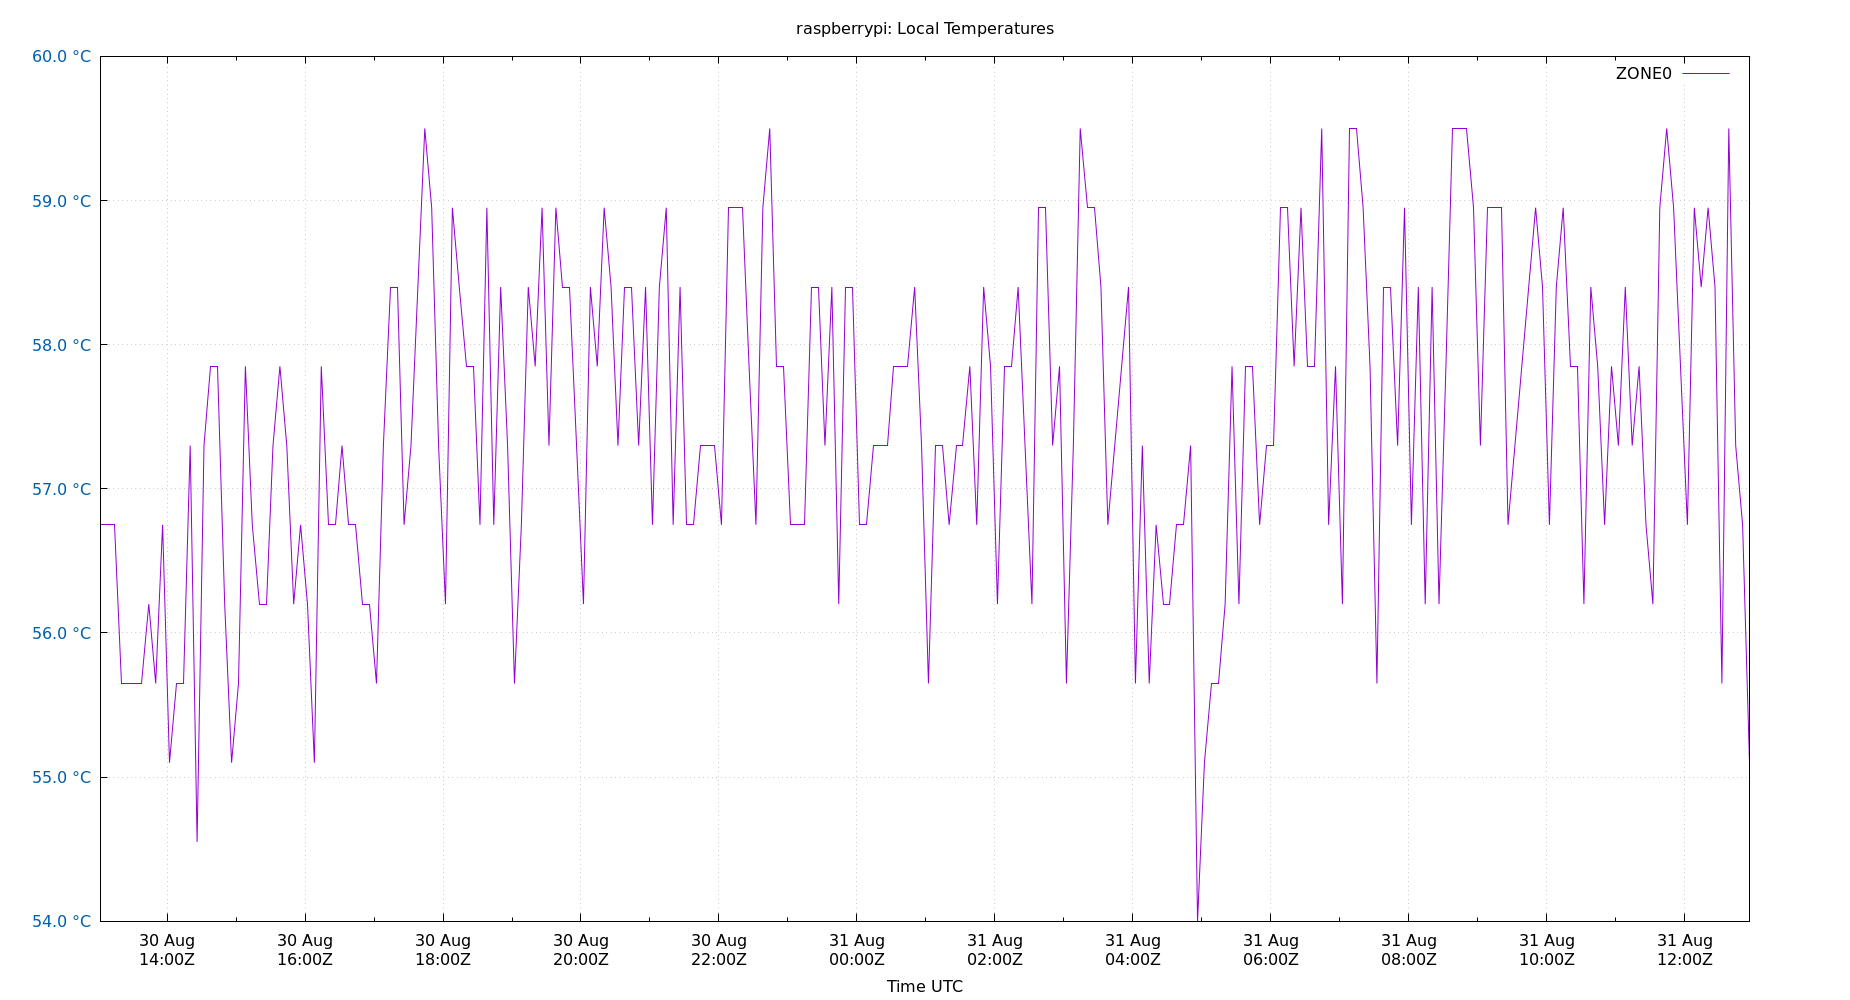 raspberrypi: Local Temperatures
60.0 °C
59.0 °C
58.0 °C
57.0 °C
56.0 °C
55.0 °C
54.0 °C
ZONE0
30 Aug
14:00Z
30 Aug
16:00Z
30 Aug
18:00Z
30 Aug
20:00Z
30 Aug
22:00Z
31 Aug
00:00Z
31 Aug
02:00Z
31 Aug
04:00Z
31 Aug
06:00Z
31 Aug
08:00Z
31 Aug
10:00Z
31 Aug
12:00Z
Time UTC